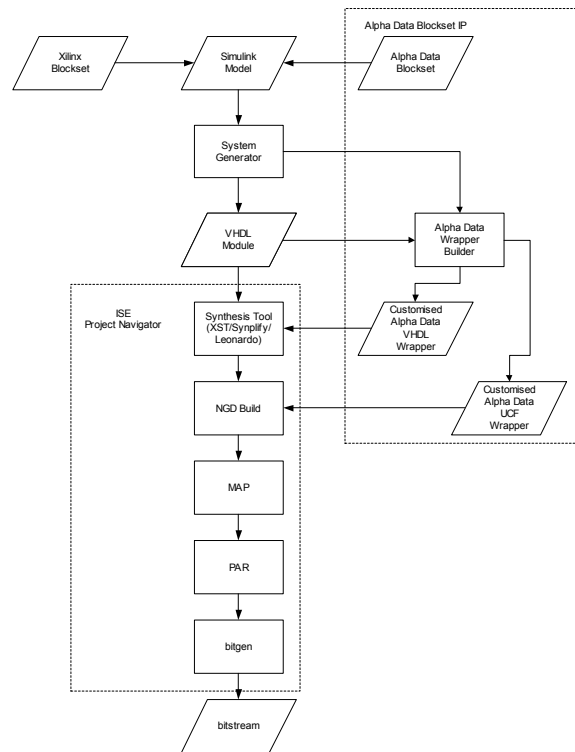 Alpha Data Blockset IP
Xilinx
Blockset
Simulink
Model
Alpha Data
Blockset
System
Generator
VHDL
Module
Alpha Data
Wrapper
Builder
ISE
Project Navigator
Synthesis Tool
(XST/Synplify/
Leonardo)
Customised
Alpha Data
VHDL
Wrapper
NGD Build
Customised
Alpha Data
UCF
Wrapper
MAP
PAR
bitgen
bitstream